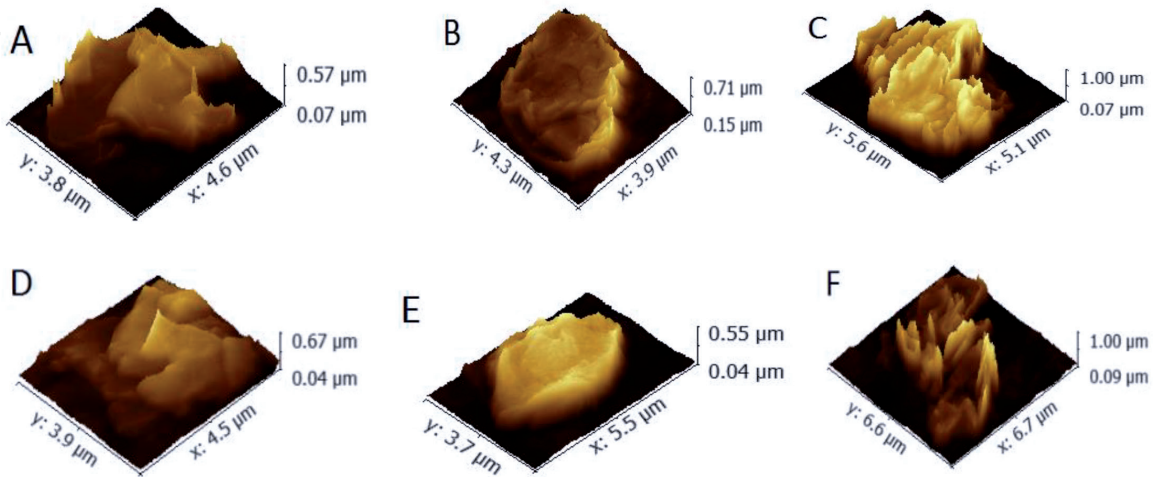 A
0.57 µm
0.07 µm
y: 3.8 µm
x: 4.6 µm
B
0.71 µm
0.15 µm
y: 4.3 µm
x: 3.9 µm
C
1.00 µm
0.07 µm
y: 5.6 µm
x: 5.1 µm
D
0.67 µm
0.04 µm
y: 3.9 µm
x: 4.5 µm
E
0.55 µm
0.04 µm
y: 3.7 µm
x: 5.5 µm
F
1.00 µm
0.09 µm
y: 6.6 µm
x: 6.7 µm